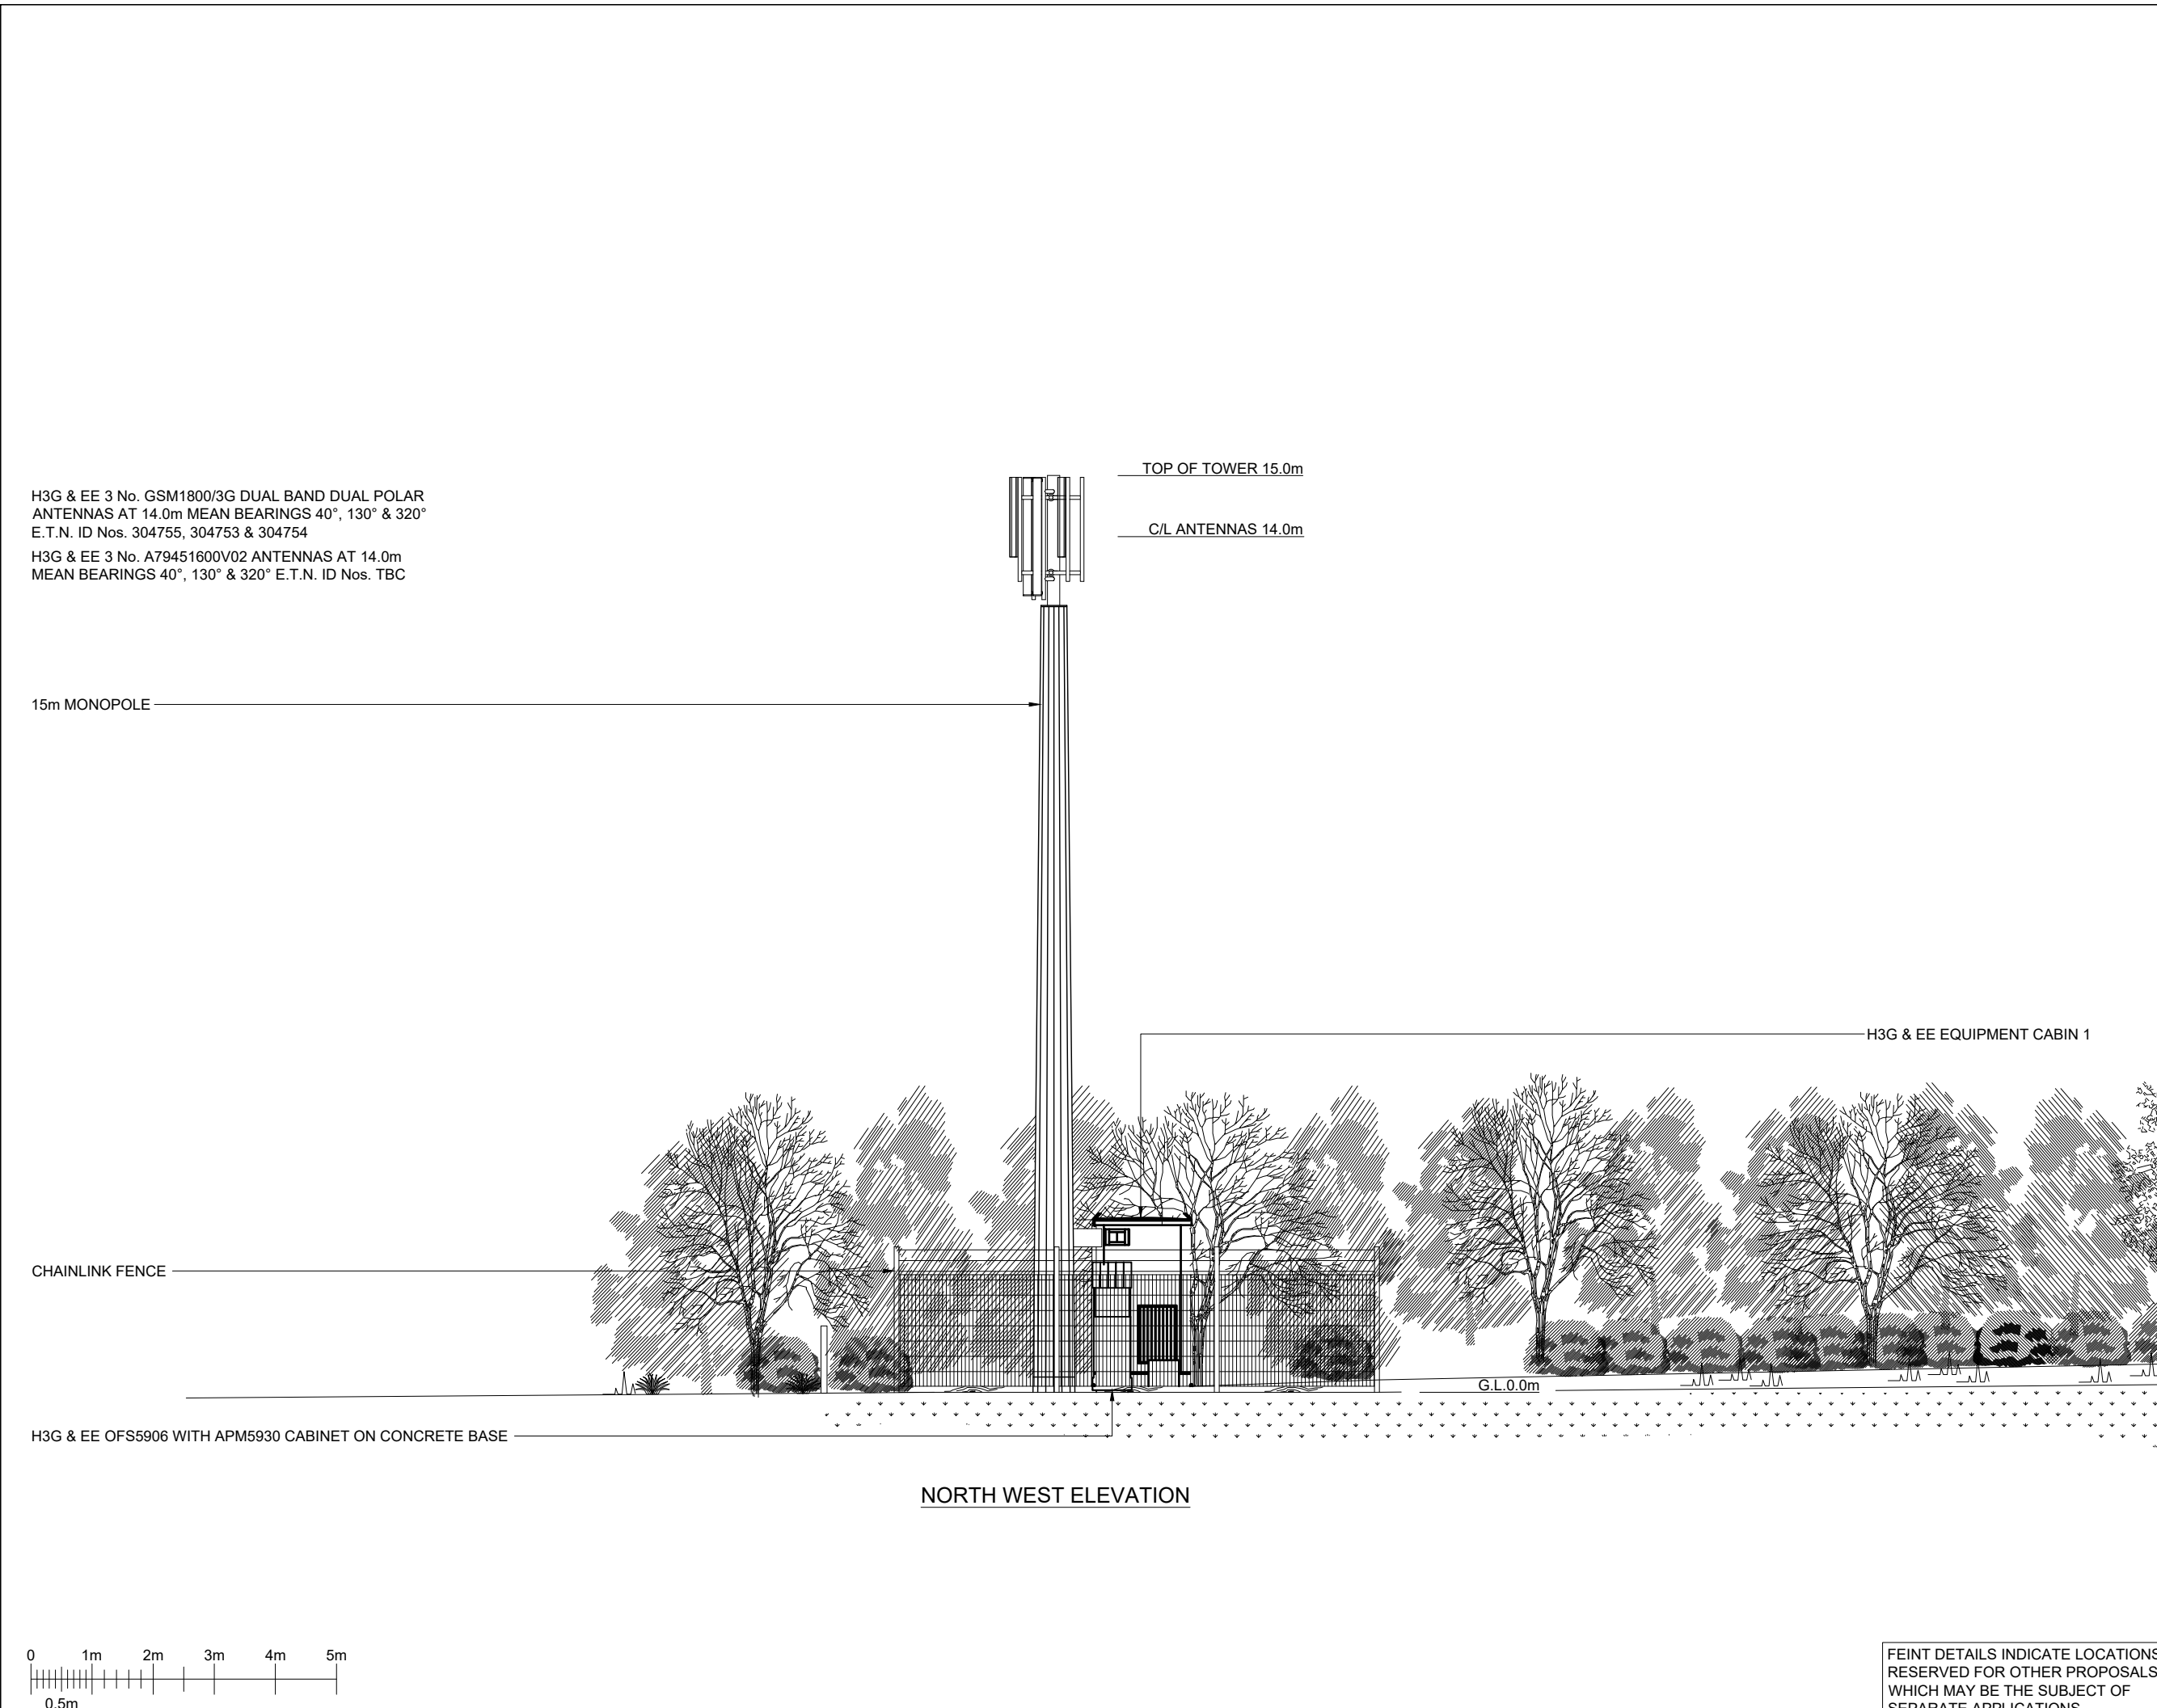 TOP OF TOWER 15.0m
H3G & EE 3 No. GSM1800/3G DUAL BAND DUAL POLAR
ANTENNAS AT 14.0m MEAN BEARINGS 40°, 130° & 320°
E.T.N. ID Nos. 304755, 304753 & 304754
C/L ANTENNAS 14.0m
H3G & EE 3 No. A79451600V02 ANTENNAS AT 14.0m
MEAN BEARINGS 40°, 130° & 320° E.T.N. ID Nos. TBC
15m MONOPOLE
H3G & EE EQUIPMENT CABIN 1
CHAINLINK FENCE
G.L.0.0m
H3G & EE OFS5906 WITH APM5930 CABINET ON CONCRETE BASE
NORTH WEST ELEVATION
0 1m 2m 3m 4m 5m
0.5m
FEINT DETAILS INDICATE LOCATIONS
RESERVED FOR OTHER PROPOSALS
WHICH MAY BE THE SUBJECT OF
SEPARATE APPLICATIONS